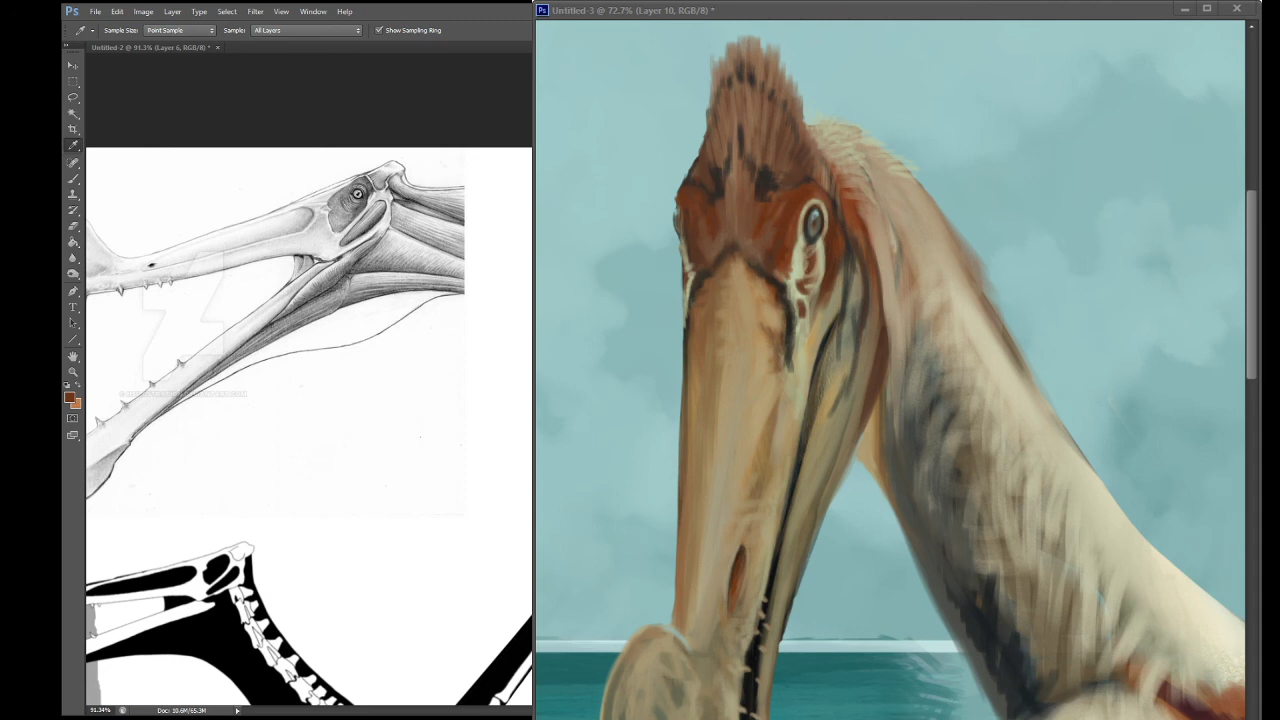 Ps
File Edit Image Layer Type Select Filter View Window Help
Sample Size: Point Sample Sample: All Layers Show Sampling Ring
Untitled-2 @ 91.3% (Layer 6, RGB/8) * ×
Ps Untitled-3 @ 72.7% (Layer 10, RGB/8) *
91.34% Doc: 10.6M/65.3M